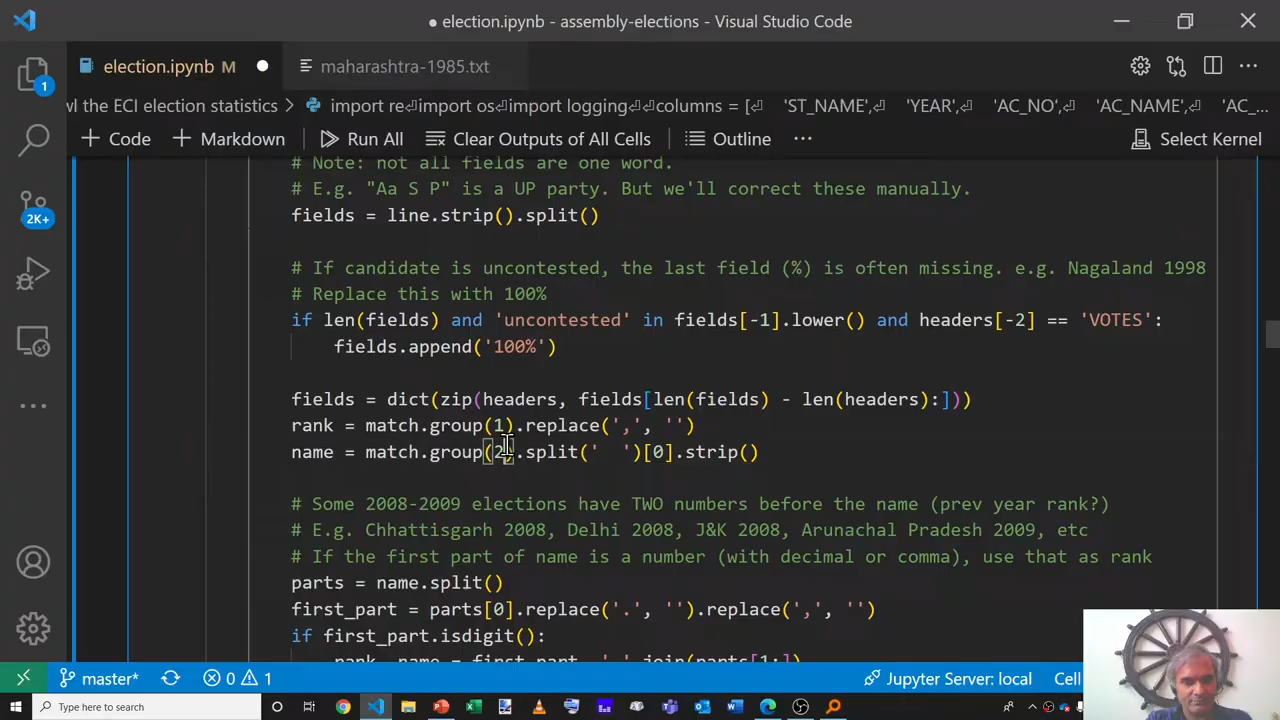 ● election.ipynb - assembly-elections - Visual Studio Code
election.ipynb M
maharashtra-1985.txt
wl the ECI election statistics > import re⏎import os⏎import logging⏎⏎columns = [⏎ 'ST_NAME',⏎ 'YEAR',⏎ 'AC_NO',⏎ 'AC_NAME',⏎ 'AC_...
+ Code + Markdown Run All Clear Outputs of All Cells Outline ... Select Kernel
1
2K+
# Note: not all fields are one word.
# E.g. "Aa S P" is a UP party. But we'll correct these manually.
fields = line.strip().split()
# If candidate is uncontested, the last field (%) is often missing. e.g. Nagaland 1998
# Replace this with 100%
if len(fields) and 'uncontested' in fields[-1].lower() and headers[-2] == 'VOTES':
fields.append('100%')
fields = dict(zip(headers, fields[len(fields) - len(headers):]))
rank = match.group(1).replace(',', '')
name = match.group(2).split('  ')[0].strip()
# Some 2008-2009 elections have TWO numbers before the name (prev year rank?)
# E.g. Chhattisgarh 2008, Delhi 2008, J&K 2008, Arunachal Pradesh 2009, etc
# If the first part of name is a number (with decimal or comma), use that as rank
parts = name.split()
first_part = parts[0].replace('.', '').replace(',', '')
if first_part.isdigit():
rank, name = first_part, ' '.join(parts[1:])
master* 0 1 Jupyter Server: local Cell
Type here to search